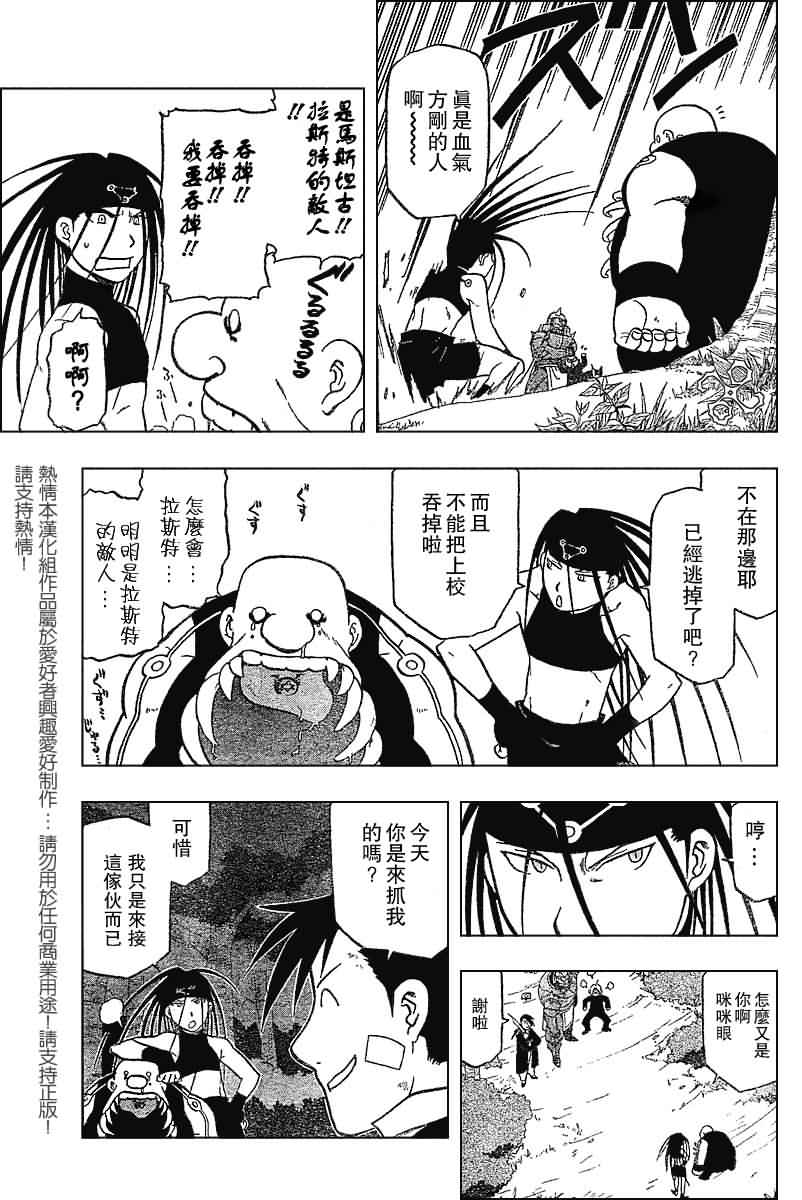 ズン
眞是血氣
方剛的人
啊~~~~
是馬斯坦古!!
拉斯特的敵人
!!
吞掉!!
吞掉!!
我要吞掉!!
ぐるるるる
啊啊?
不在那邊耶
已經逃掉了吧?
而且
不能把上校
吞掉啦
ぐす
ぐす
怎麼會…
拉斯特…
明明是拉斯特
的敵人…
ぐす…
哼…
怎麼又是
你啊
咪咪眼
謝啦
今天
你是來抓我
的嗎?
可惜
我只是來接
這傢伙而已
熱情本漢化組作品屬於愛好者興趣愛好制作…請勿用於任何商業用途!請支持正版!
請支持熱情!